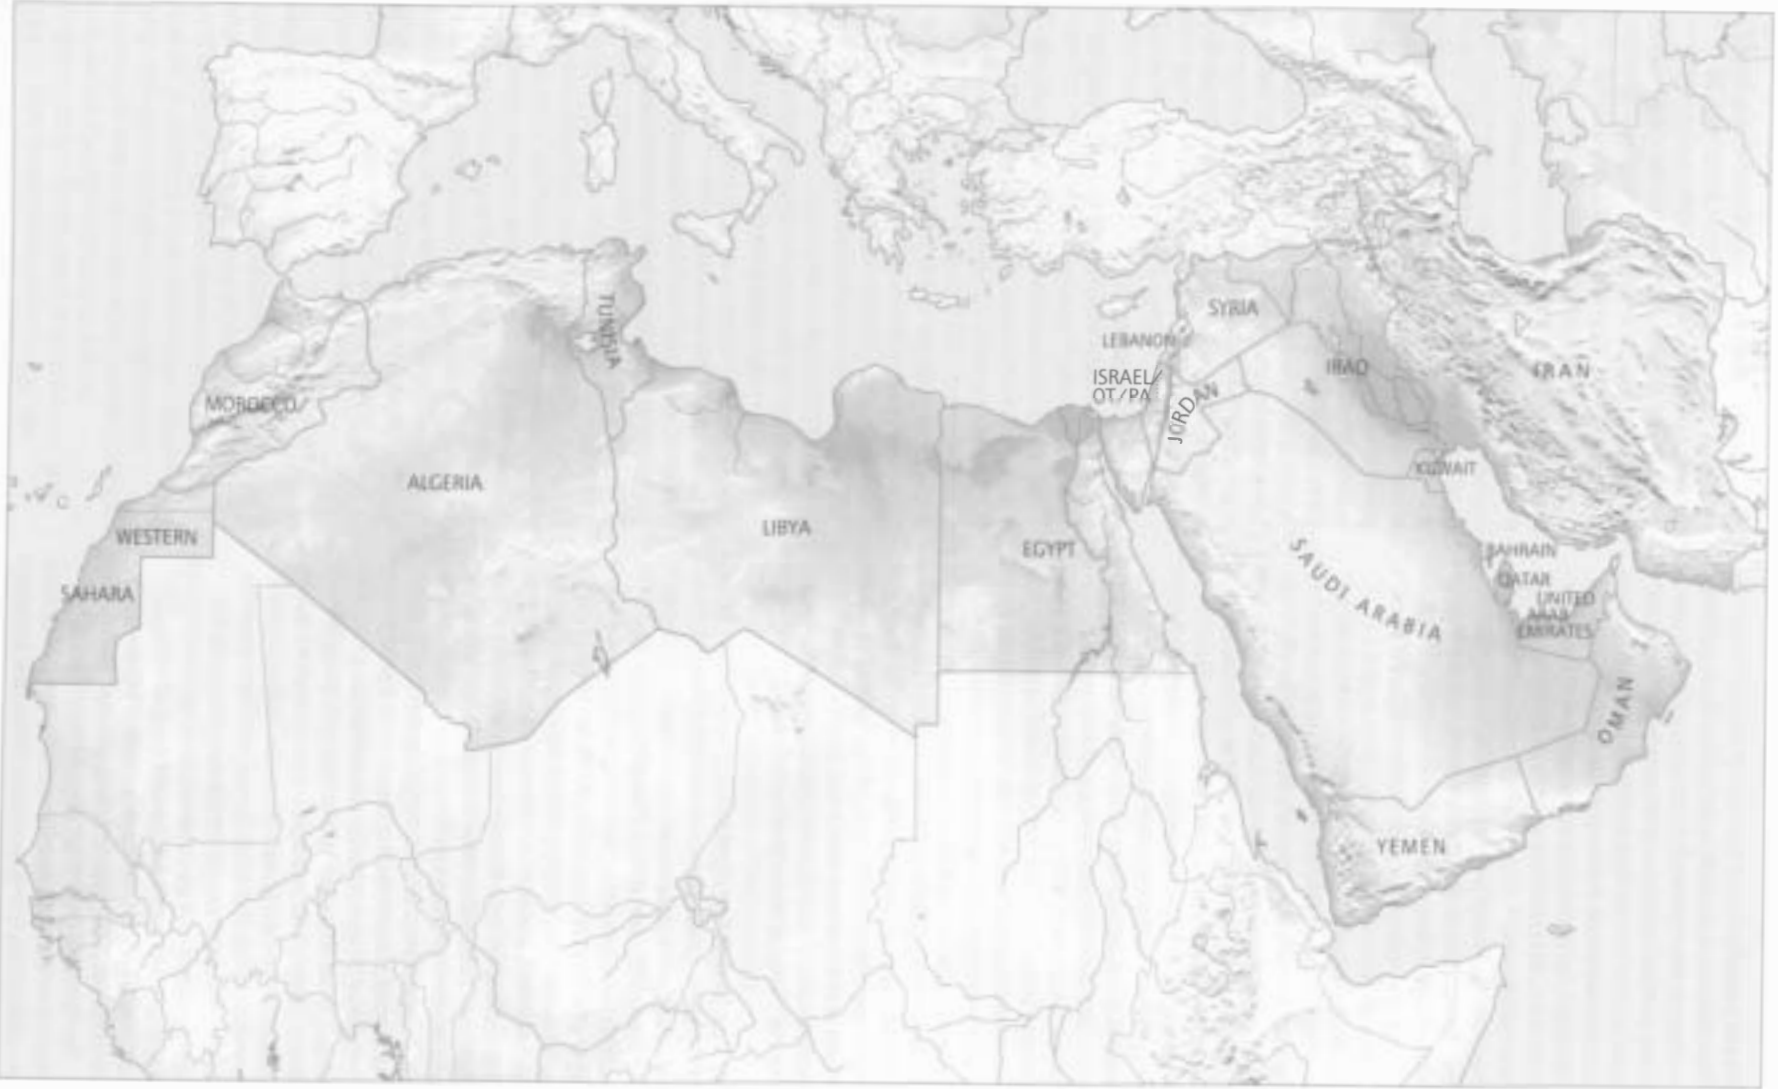 SYRIA
TUNISIA
LEBANON
IRAQ
IRAN
ISRAEL/
OT/PA
JORDAN
MOROCCO
KUWAIT
ALGERIA
LIBYA
WESTERN
SAHARA
EGYPT
BAHRAIN
QATAR
SAUDI ARABIA
UNITED
ARAB
EMIRATES
OMAN
YEMEN